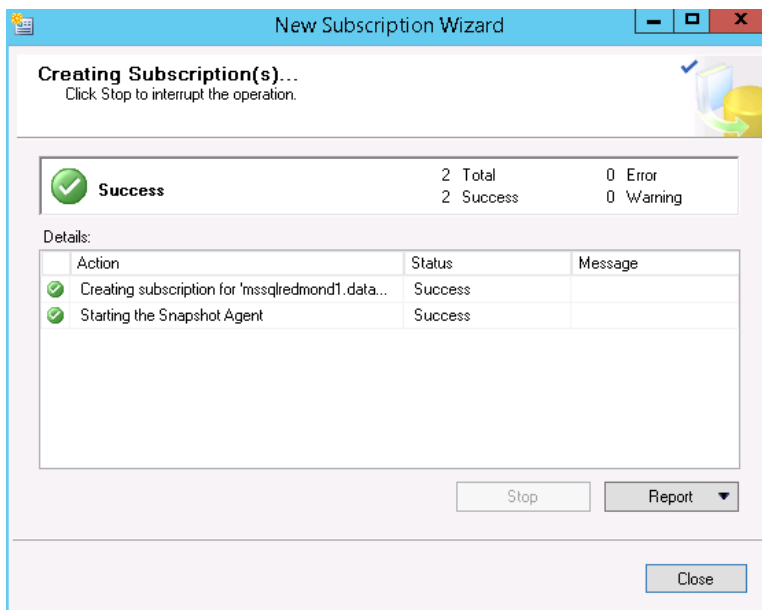 New Subscription Wizard
Creating Subscription(s)...
Click Stop to interrupt the operation.
Success
2 Total
0 Error
2 Success
0 Warning
Details:
Action Status Message
Creating subscription for 'mssqlredmond1.data... Success
Starting the Snapshot Agent Success
Stop
Report
Close